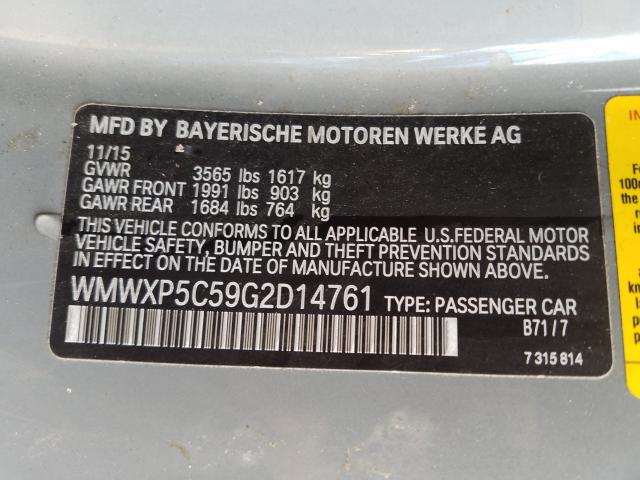 MFD BY BAYERISCHE MOTOREN WERKE AG
11/15
GVWR 3565 lbs 1617 kg
GAWR FRONT 1991 lbs 903 kg
GAWR REAR 1684 lbs 764 kg
THIS VEHICLE CONFORMS TO ALL APPLICABLE U.S.FEDERAL MOTOR
VEHICLE SAFETY, BUMPER AND THEFT PREVENTION STANDARDS
IN EFFECT ON THE DATE OF MANUFACTURE SHOWN ABOVE.
WMWXP5C59G2D14761 TYPE: PASSENGER CAR
B71/7
7 315 814